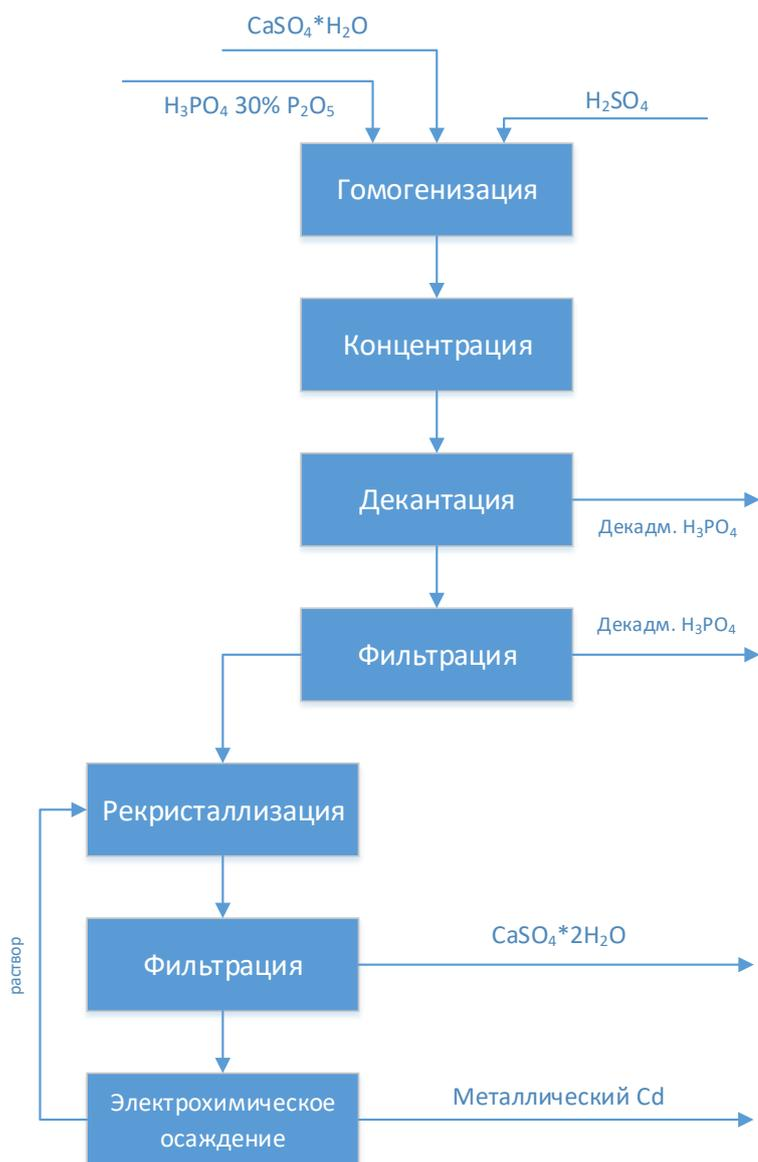 CaSO₄*H₂O
H₃PO₄ 30% P₂O₅
H₂SO₄
Гомогенизация
Концентрация
Декантация
Декадм. H₃PO₄
Декадм. H₃PO₄
Фильтрация
Рекристаллизация
раствор
Фильтрация
CaSO₄*2H₂O
Электрохимическое
осаждение
Металлический Cd